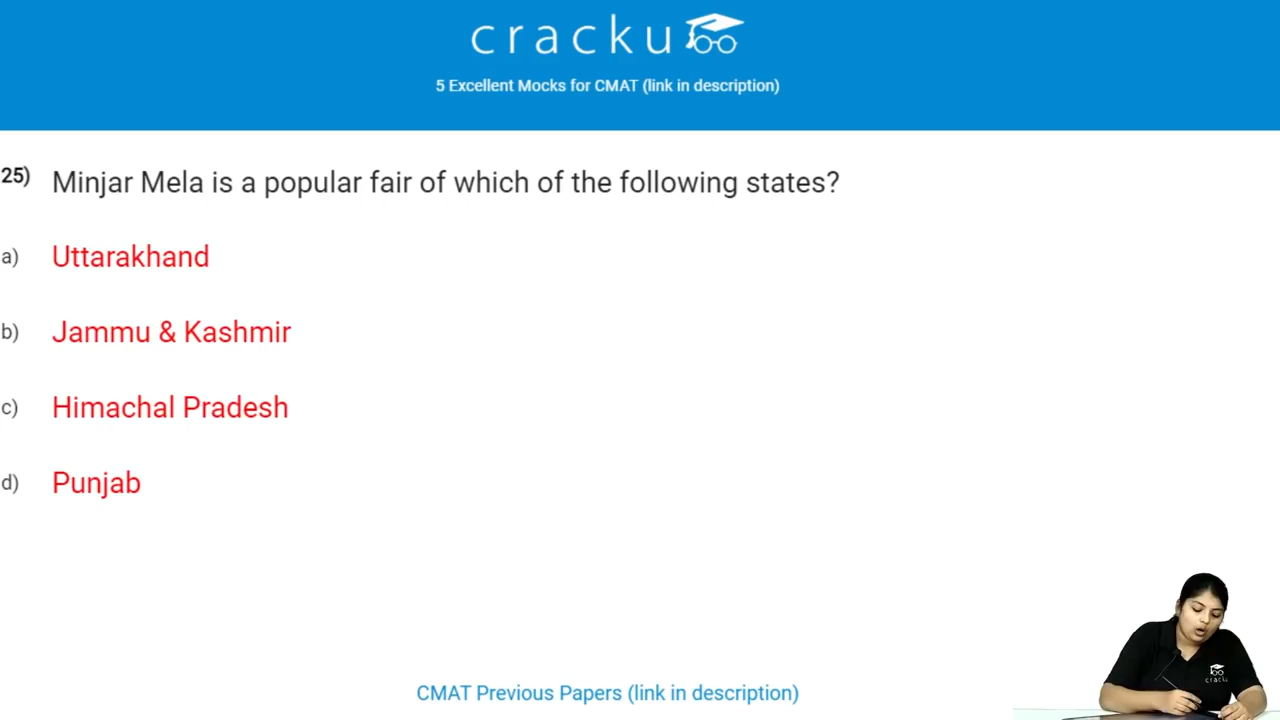 cracku
5 Excellent Mocks for CMAT (link in description)
25) Minjar Mela is a popular fair of which of the following states?
a) Uttarakhand
b) Jammu & Kashmir
c) Himachal Pradesh
d) Punjab
cracku
CMAT Previous Papers (link in description)